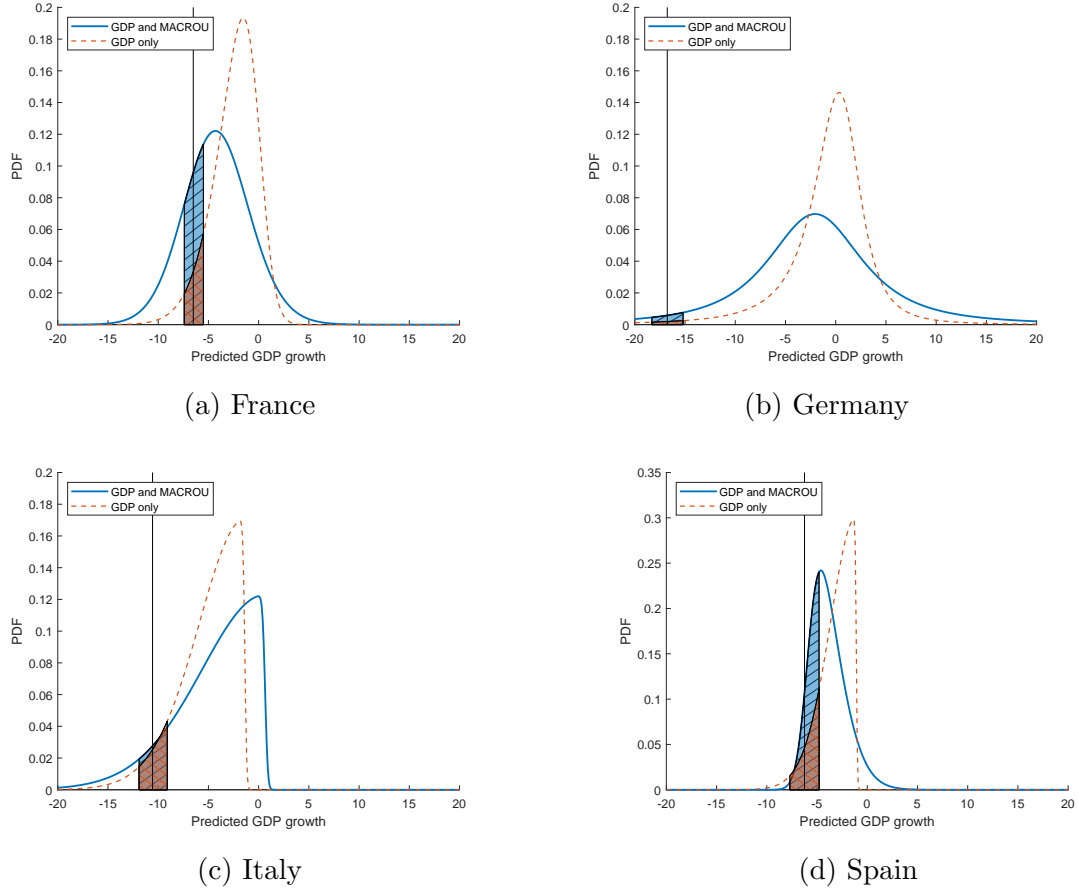 0.2
0.18
0.16
0.14
0.12
0.1
0.08
0.06
0.04
0.02
0
PDF
GDP and MACROU
GDP only
-20 -15 -10 -5 0 5 10 15 20
Predicted GDP growth
(a) France
0.2
0.18
0.16
0.14
0.12
0.1
0.08
0.06
0.04
0.02
0
PDF
GDP and MACROU
GDP only
-20 -15 -10 -5 0 5 10 15 20
Predicted GDP growth
(b) Germany
0.2
0.18
0.16
0.14
0.12
0.1
0.08
0.06
0.04
0.02
0
PDF
GDP and MACROU
GDP only
-20 -15 -10 -5 0 5 10 15 20
Predicted GDP growth
(c) Italy
0.35
0.3
0.25
0.2
0.15
0.1
0.05
0
PDF
GDP and MACROU
GDP only
-20 -15 -10 -5 0 5 10 15 20
Predicted GDP growth
(d) Spain